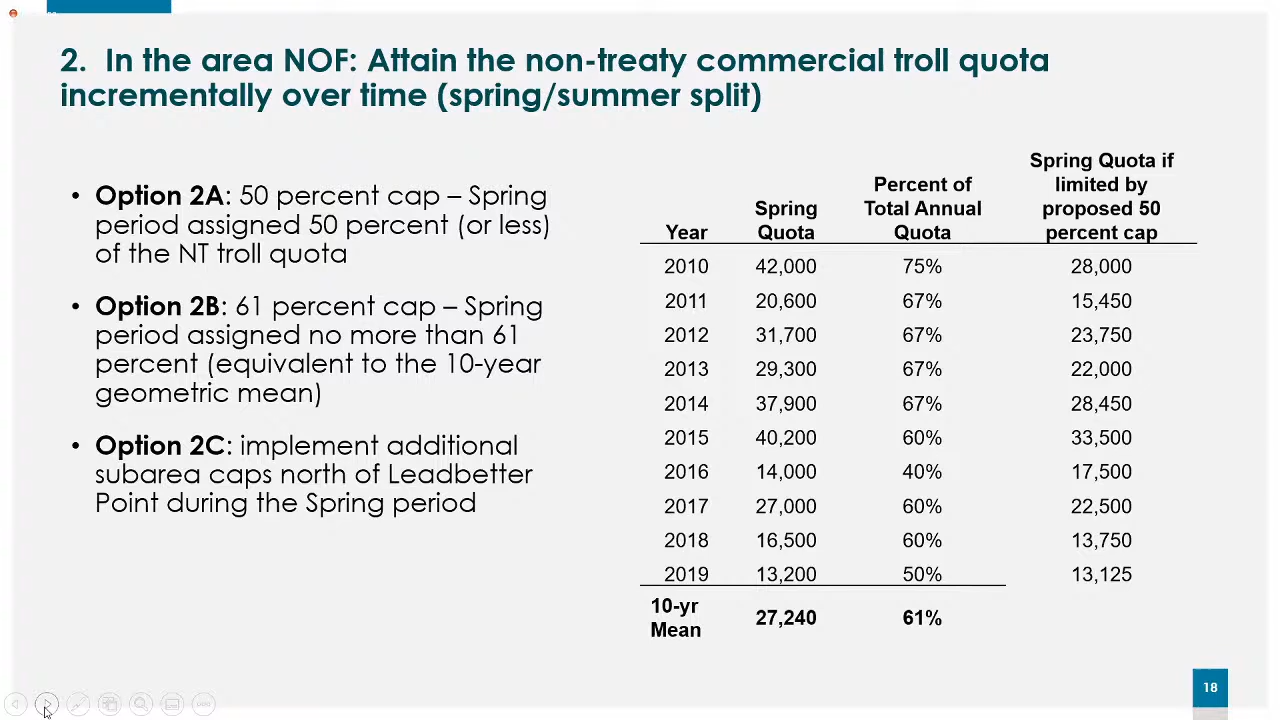 2. In the area NOF: Attain the non-treaty commercial troll quota
incrementally over time (spring/summer split)
• Option 2A: 50 percent cap – Spring
period assigned 50 percent (or less)
of the NT troll quota
• Option 2B: 61 percent cap – Spring
period assigned no more than 61
percent (equivalent to the 10-year
geometric mean)
• Option 2C: implement additional
subarea caps north of Leadbetter
Point during the Spring period
Year
Spring
Quota
Percent of
Total Annual
Quota
Spring Quota if
limited by
proposed 50
percent cap
2010 42,000 75% 28,000
2011 20,600 67% 15,450
2012 31,700 67% 23,750
2013 29,300 67% 22,000
2014 37,900 67% 28,450
2015 40,200 60% 33,500
2016 14,000 40% 17,500
2017 27,000 60% 22,500
2018 16,500 60% 13,750
2019 13,200 50% 13,125
10-yr
Mean
27,240 61%
18